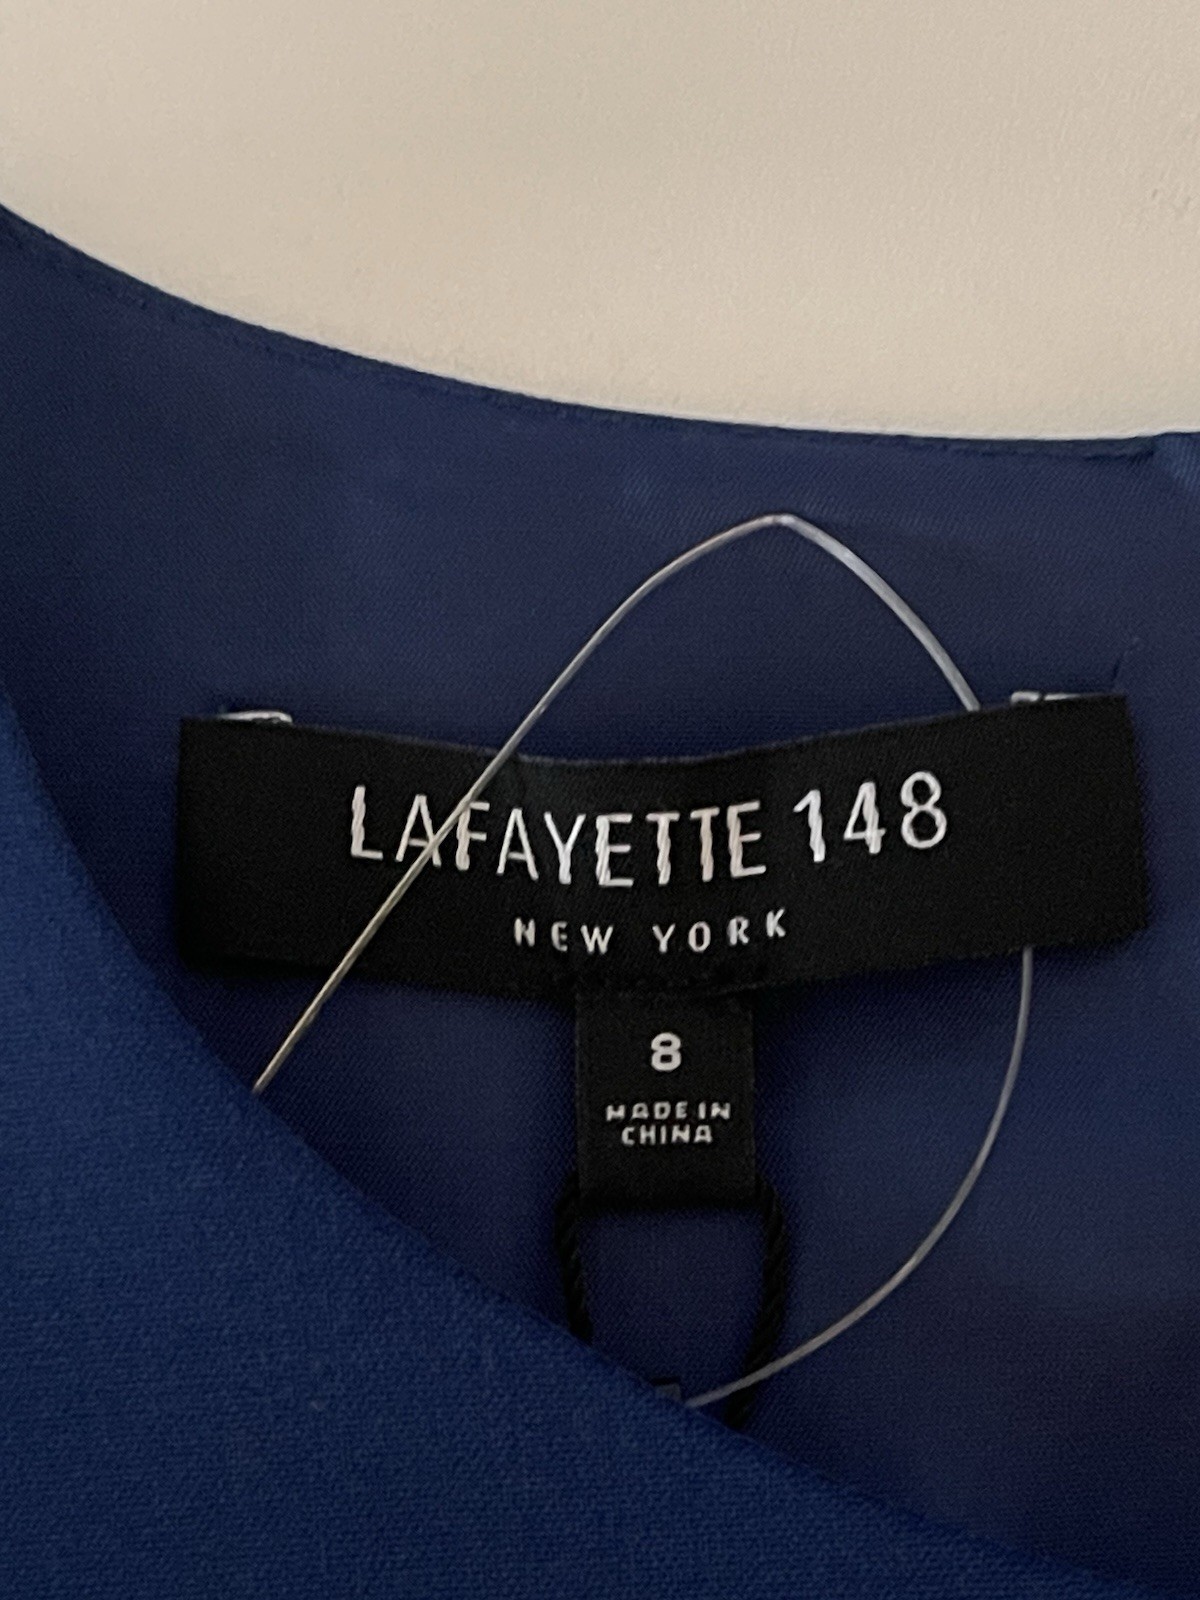 LAFAYETTE 148
NEW YORK
8
MADE IN
CHINA